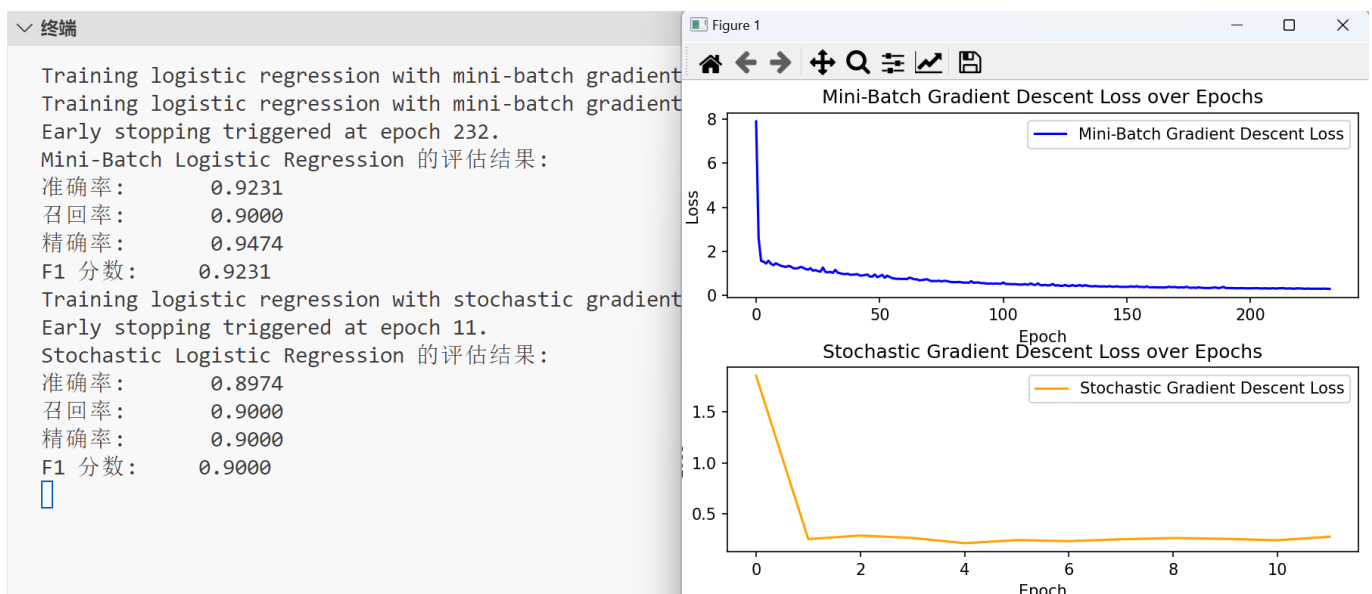 终端
Training logistic regression with mini-batch gradient
Training logistic regression with mini-batch gradient
Early stopping triggered at epoch 232.
Mini-Batch Logistic Regression 的评估结果:
准确率: 0.9231
召回率: 0.9000
精确率: 0.9474
F1 分数: 0.9231
Training logistic regression with stochastic gradient
Early stopping triggered at epoch 11.
Stochastic Logistic Regression 的评估结果:
准确率: 0.8974
召回率: 0.9000
精确率: 0.9000
F1 分数: 0.9000
Figure 1
Mini-Batch Gradient Descent Loss over Epochs
Mini-Batch Gradient Descent Loss
8
6
4
2
0
Loss
0 50 100 150 200
Epoch
Stochastic Gradient Descent Loss over Epochs
Stochastic Gradient Descent Loss
1.5
1.0
0.5
0 2 4 6 8 10
Epoch